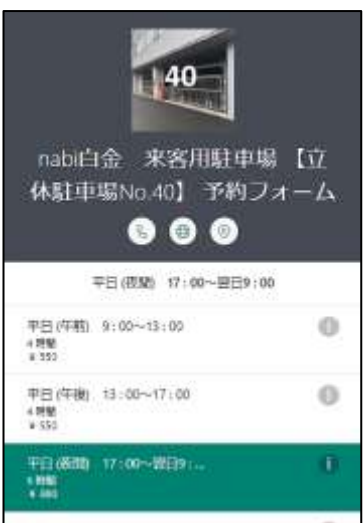 40
nabi白金 来客用駐車場 【立
体駐車場No.40】 予約フォーム
平日(夜間) 17:00～翌日9:00
平日(午前) 9:00～13:00
4時間
¥ 550
平日(午後) 13:00～17:00
4時間
¥ 550
平日(夜間) 17:00～翌日9:...